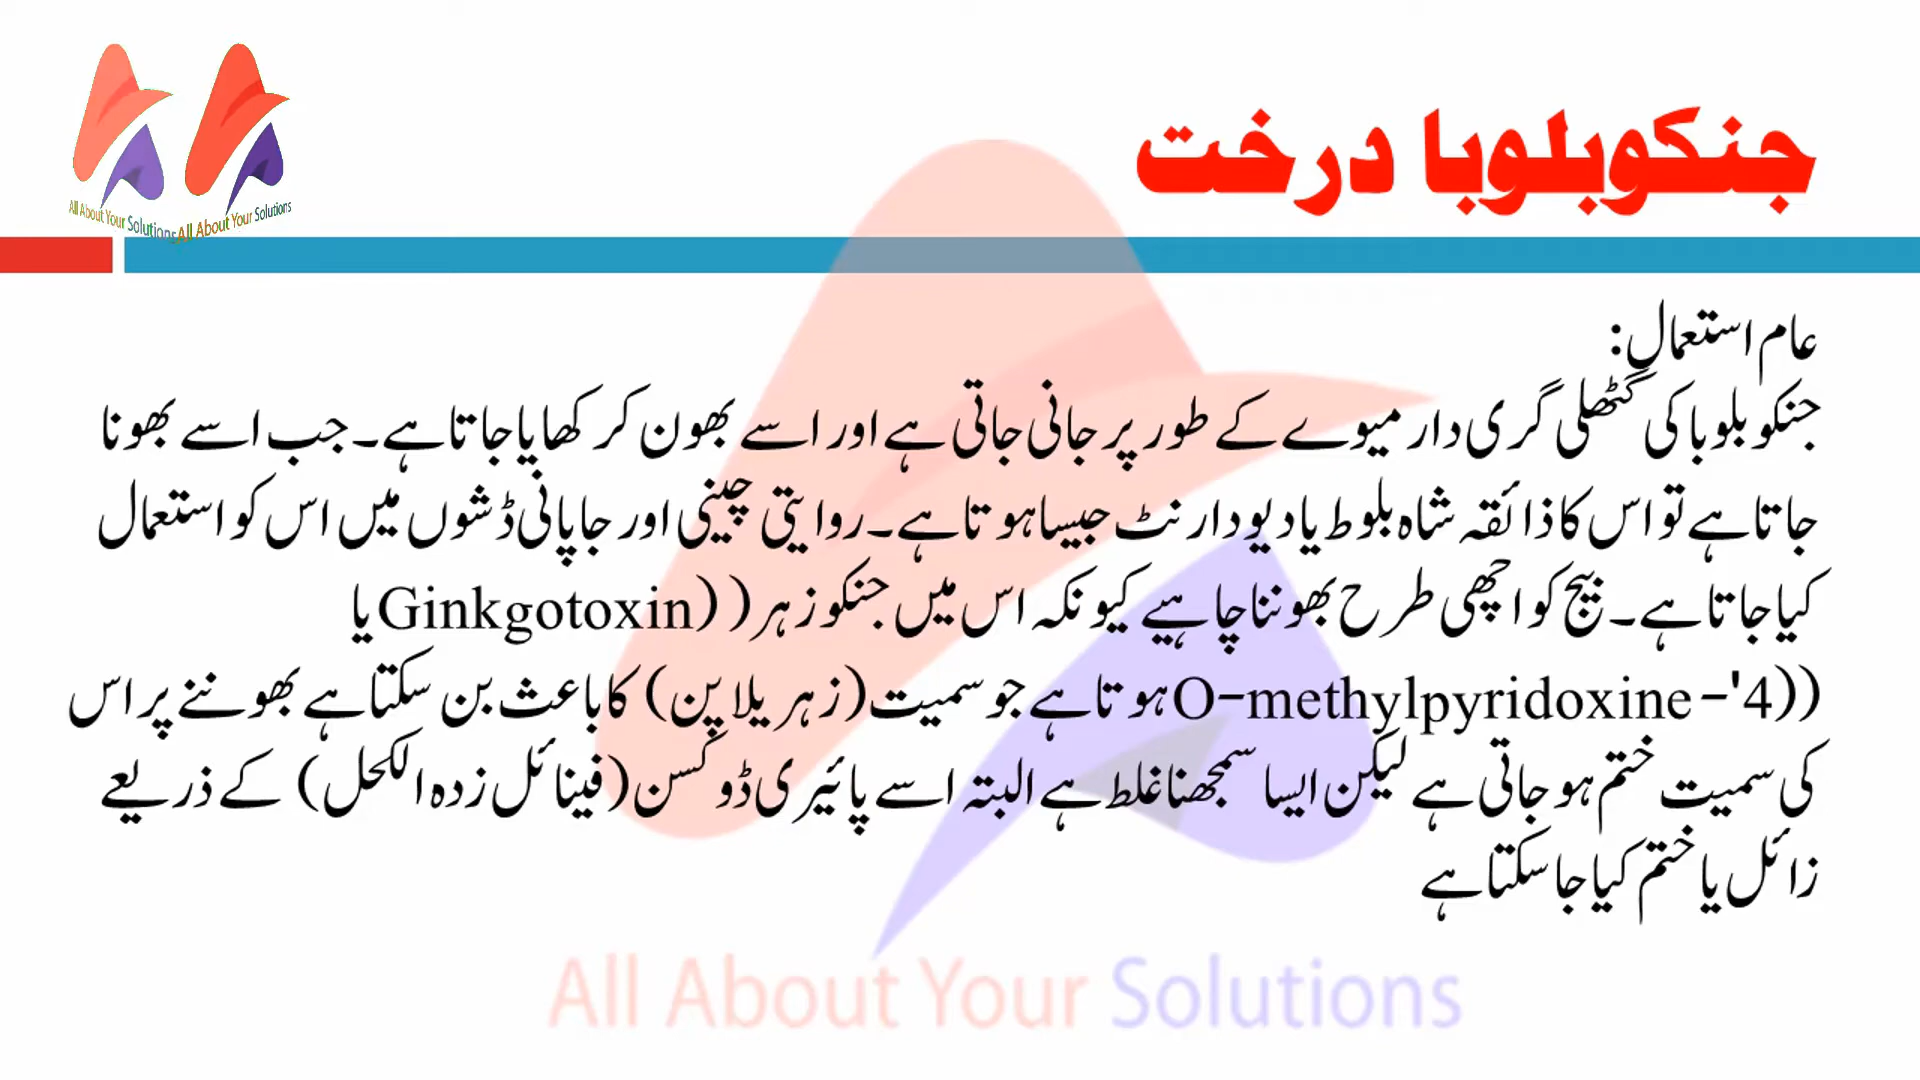 All About Your Solutions
All About Your Solutions
جنکوبلوبا درخت
عام استعمال:
جنکو بلوبا کی گٹھلی گری دار میوے کے طور پر جانی جاتی ہے اور اسے بھون کر کھایا جاتا ہے۔ جب اسے بھونا
جاتا ہے تو اس کا ذائقہ شاہ بلوط یا دیودار نٹ جیسا ہوتا ہے۔ روایتی چینی اور جاپانی ڈشوں میں اس کو استعمال
کیا جاتا ہے۔ بیج کو اچھی طرح بھوننا چاہیے کیونکہ اس میں جنکو زہر ((Ginkgotoxin یا
((4'-O-methylpyridoxine ہوتا ہے جو سمیت (زہریلا پن) کا باعث بن سکتا ہے بھوننے پر اس
کی سمیت ختم ہو جاتی ہے لیکن ایسا سمجھنا غلط ہے البتہ اسے پائیری ڈوکسن (فینائل زدہ الکحل) کے ذریعے
زائل یا ختم کیا جا سکتا ہے
All About Your Solutions